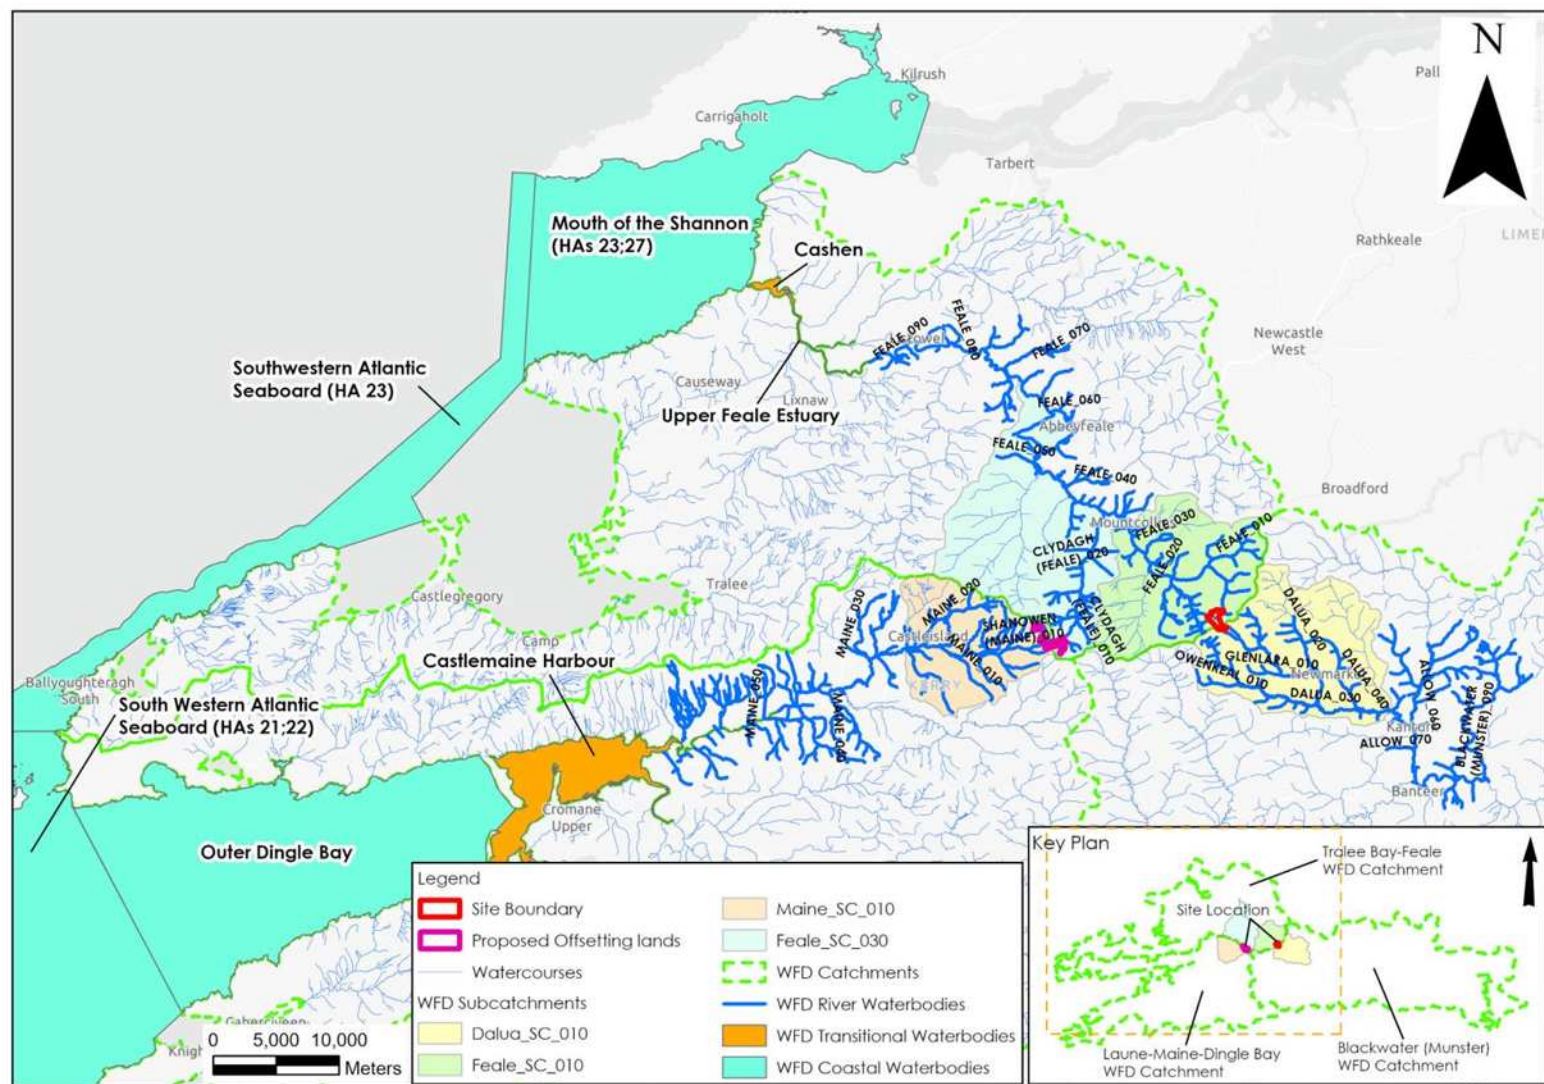 N
Kilrush
Carrigaholt
Tarbert
Mouth of the Shannon
(HAs 23;27)
Rathkeale
Cashen
Newcastle
West
FEALE_090
FEALE_080
FEALE_070
Southwestern Atlantic
Seaboard (HA 23)
Causeway
Lixnaw
Upper Feale Estuary
FEALE_060
Abbeyfeale
FEALE_050
FEALE_040
Broadford
FEALE_030
FEALE_010
CLYDAGH
(FEALE)_020
FEALE_020
Tralee
Castlegregory
MAINE_030
MAINE_020
CLYDAGH
(FEALE)_010
DALUA_020
Camp
Castleisland
SHANOWEN
(MAINE)_010
Castlemaine Harbour
MAINE_010
GLENLARA_010
DALUA_040
OWENKEAL_010
DALUA_030
KERRY
Ballyoughteragh
South
South Western Atlantic
Seaboard (HAs 21;22)
MAINE_050
MAINE_040
ALLOW_060
BLACKWATER
(MUNSTER)_090
ALLOW_070
Banteer
Cromane
Upper
Outer Dingle Bay
0 5,000 10,000
Meters
Legend
Site Boundary
Proposed Offsetting lands
Watercourses
WFD Subcatchments
Dalua_SC_010
Feale_SC_010
Maine_SC_010
Feale_SC_030
WFD Catchments
WFD River Waterbodies
WFD Transitional Waterbodies
WFD Coastal Waterbodies
Key Plan
Tralee Bay-Feale
WFD Catchment
Site Location
Laune-Maine-Dingle Bay
WFD Catchment
Blackwater (Munster)
WFD Catchment